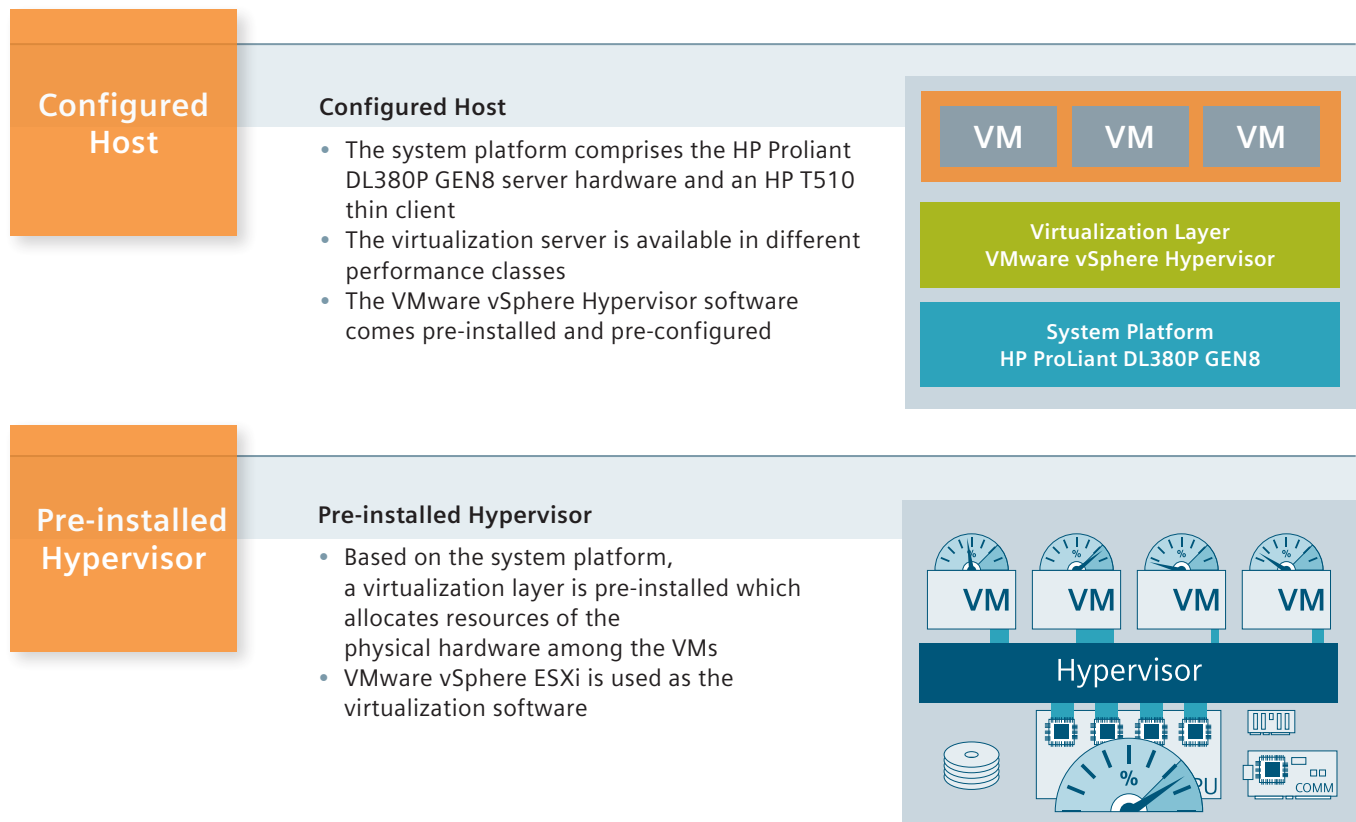 Configured
Host
Configured Host
• The system platform comprises the HP Proliant
DL380P GEN8 server hardware and an HP T510
thin client
• The virtualization server is available in different
performance classes
• The VMware vSphere Hypervisor software
comes pre-installed and pre-configured
VM VM VM
Virtualization Layer
VMware vSphere Hypervisor
System Platform
HP ProLiant DL380P GEN8
Pre-installed
Hypervisor
Pre-installed Hypervisor
• Based on the system platform,
a virtualization layer is pre-installed which
allocates resources of the
physical hardware among the VMs
• VMware vSphere ESXi is used as the
virtualization software
% % % %
VM VM VM VM
Hypervisor
%
PU
COMM